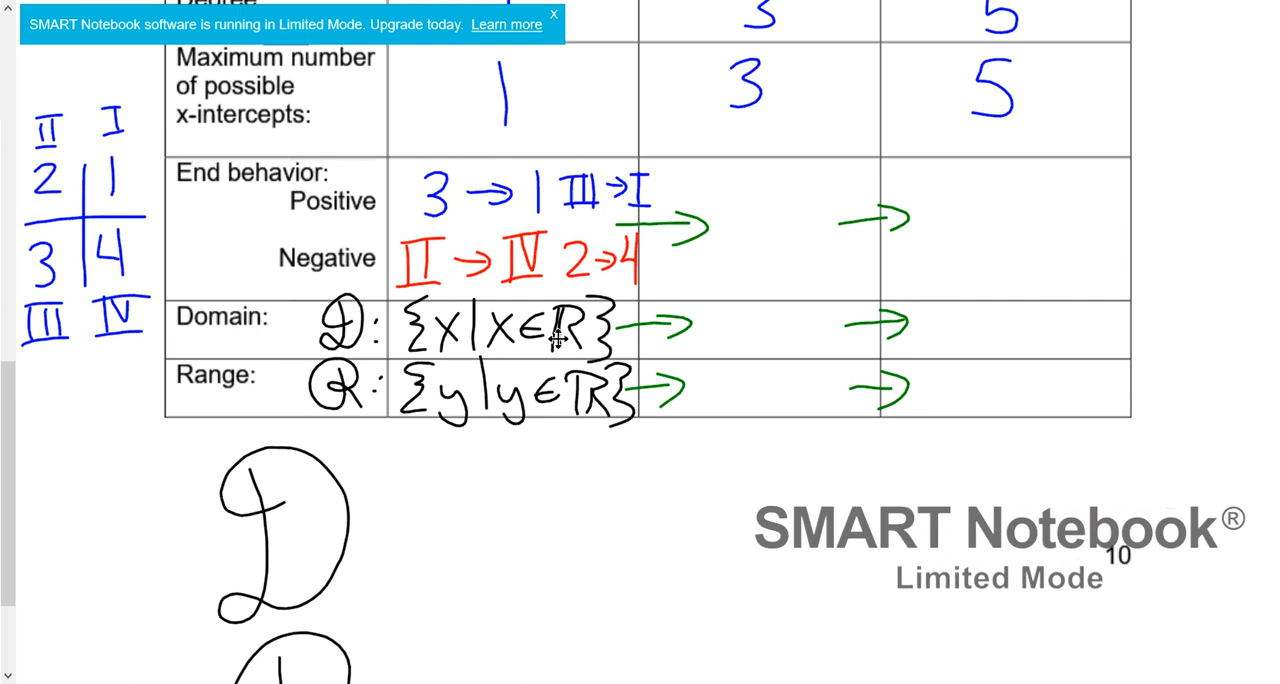 Degree
3 5
SMART Notebook software is running in Limited Mode. Upgrade today. Learn more X
Maximum number of possible x-intercepts:
1 3 5
II I
2 1
3 4
III IV
End behavior:
Positive 3 → 1 III → I → →
Negative II → IV 2 → 4
Domain: D: {x|x∈ℝ} → →
Range: R: {y|y∈ℝ} → →
D
SMART Notebook®
10
Limited Mode